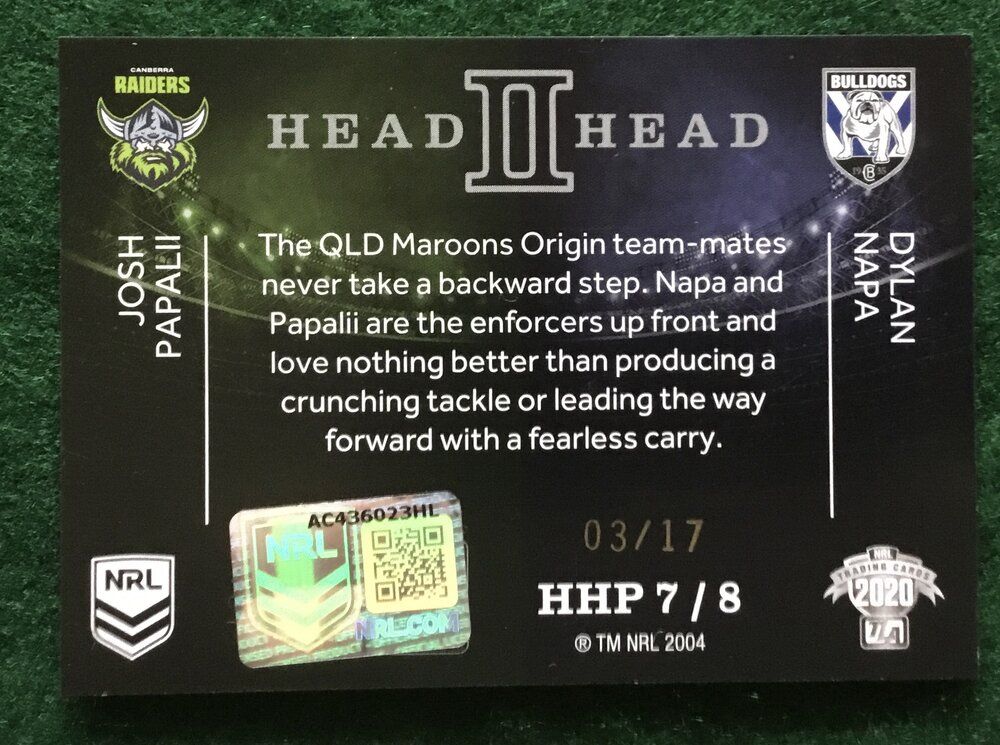 CANBERRA
RAIDERS
HEAD II HEAD
BULLDOGS
19 B 35
JOSH
PAPALII
The QLD Maroons Origin team-mates
never take a backward step. Napa and
Papalii are the enforcers up front and
love nothing better than producing a
crunching tackle or leading the way
forward with a fearless carry.
DYLAN
NAPA
AC436023HL
NRL
NRL.COM
03/17
HHP 7 / 8
® TM NRL 2004
NRL
NRL
TRADING CARDS
2020